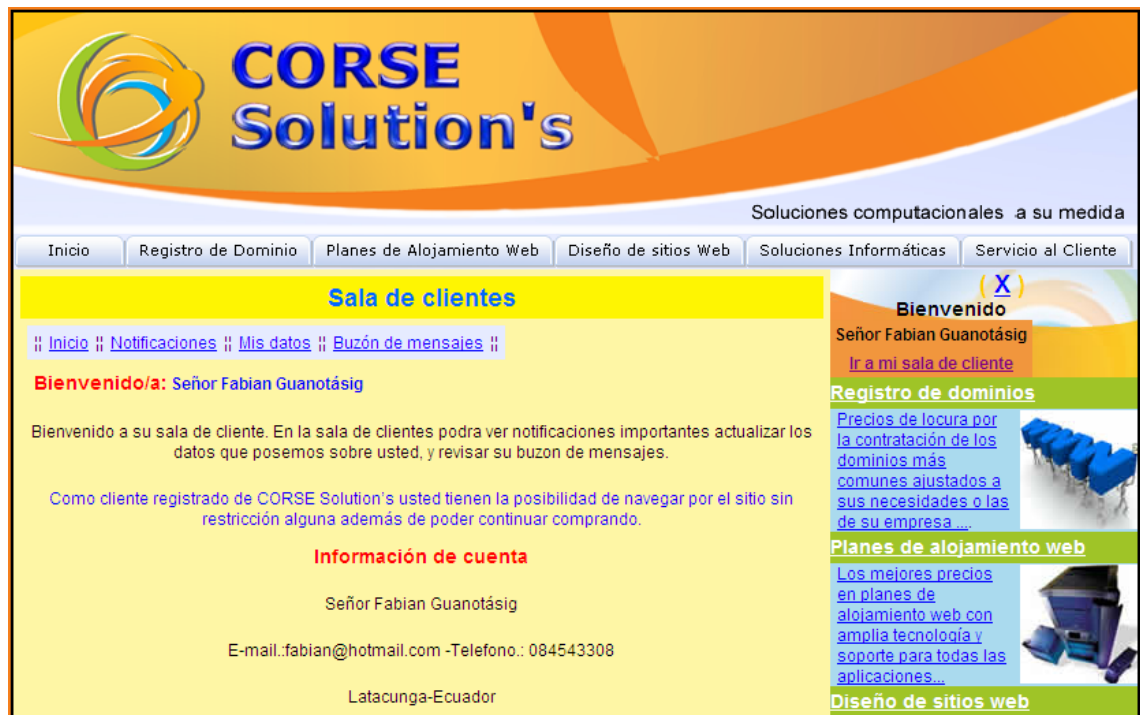 CORSE
Solution's
Soluciones computacionales a su medida
Inicio
Registro de Dominio
Planes de Alojamiento Web
Diseño de sitios Web
Soluciones Informáticas
Servicio al Cliente
Sala de clientes
¦¦ Inicio ¦¦ Notificaciones ¦¦ Mis datos ¦¦ Buzón de mensajes ¦¦
Bienvenido/a: Señor Fabian Guanotásig
Bienvenido a su sala de cliente. En la sala de clientes podra ver notificaciones importantes actualizar los
datos que posemos sobre usted, y revisar su buzon de mensajes.
Como cliente registrado de CORSE Solution's usted tienen la posibilidad de navegar por el sitio sin
restricción alguna además de poder continuar comprando.
Información de cuenta
Señor Fabian Guanotásig
E-mail.:fabian@hotmail.com -Telefono.: 084543308
Latacunga-Ecuador
( X )
Bienvenido
Señor Fabian Guanotásig
Ir a mi sala de cliente
Registro de dominios
Precios de locura por
la contratación de los
dominios más
comunes ajustados a
sus necesidades o las
de su empresa ....
WWW
Planes de alojamiento web
Los mejores precios
en planes de
alojamiento web con
amplia tecnología y
soporte para todas las
aplicaciones...
Diseño de sitios web